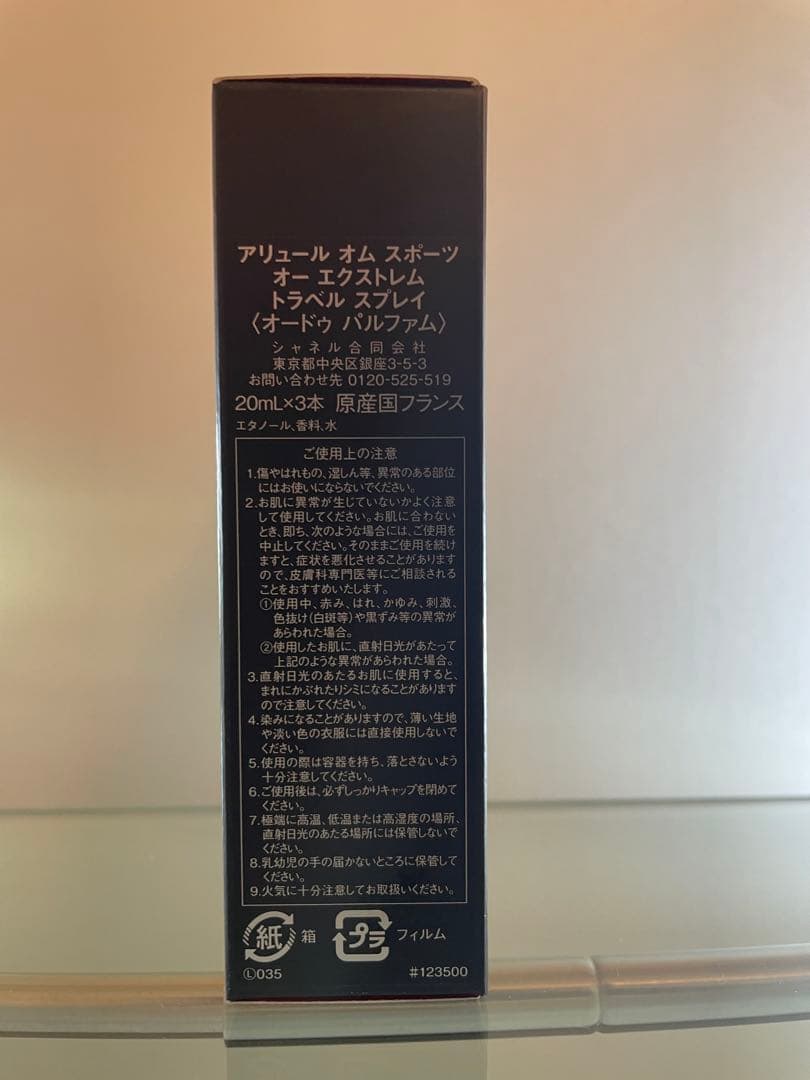 アリュール オム スポーツ
オー エクストレム
トラベル スプレイ
〈オードゥ パルファム〉
シャネル合同会社
東京都中央区銀座3-5-3
お問い合わせ先 0120-525-519
20mL×3本 原産国フランス
エタノール、香料、水
ご使用上の注意
1.傷やはれもの、湿しん等、異常のある部位
にはお使いにならないでください。
2.お肌に異常が生じていないかよく注意
して使用してください。お肌に合わない
とき、即ち、次のような場合には、ご使用を
中止してください。そのままご使用を続け
ますと、症状を悪化させることがあります
ので、皮膚科専門医等にご相談される
ことをおすすめいたします。
①使用中、赤み、はれ、かゆみ、刺激、
色抜け(白斑等)や黒ずみ等の異常が
あらわれた場合。
②使用したお肌に、直射日光があたって
上記のような異常があらわれた場合。
3.直射日光のあたるお肌に使用すると、
まれにかぶれたりシミになることがあります
ので注意してください。
4.染みになることがありますので、薄い生地
や淡い色の衣服には直接使用しないで
ください。
5.使用の際は容器を持ち、落とさないよう
十分注意してください。
6.ご使用後は、必ずしっかりキャップを閉めて
ください。
7.極端に高温、低温または高湿度の場所、
直射日光のあたる場所には保管しないで
ください。
8.乳幼児の手の届かないところに保管して
ください。
9.火気に十分注意してお取扱いください。
紙 箱 プラ フィルム
Ⓛ035 #123500